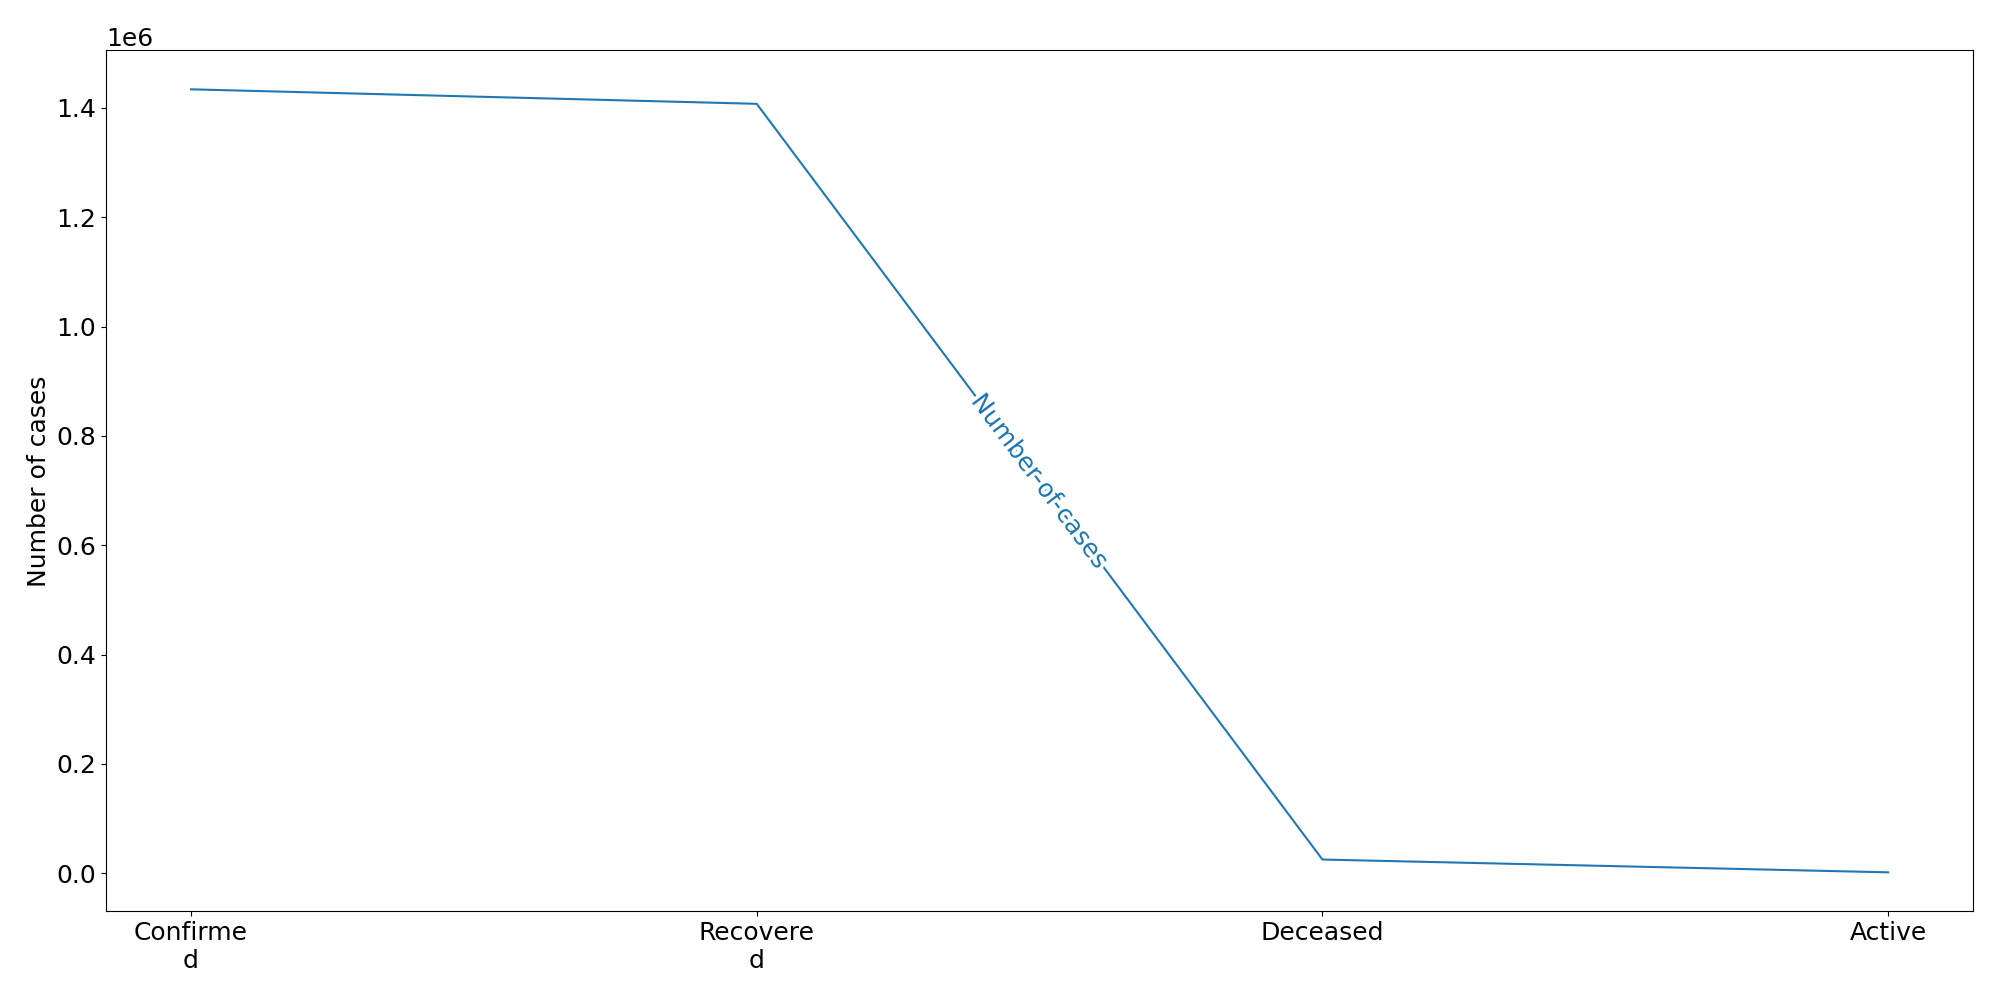 1e6
1.4
1.2
1.0
0.8
0.6
0.4
0.2
0.0
Number of cases
Number of cases
Confirme
d
Recovere
d
Deceased
Active